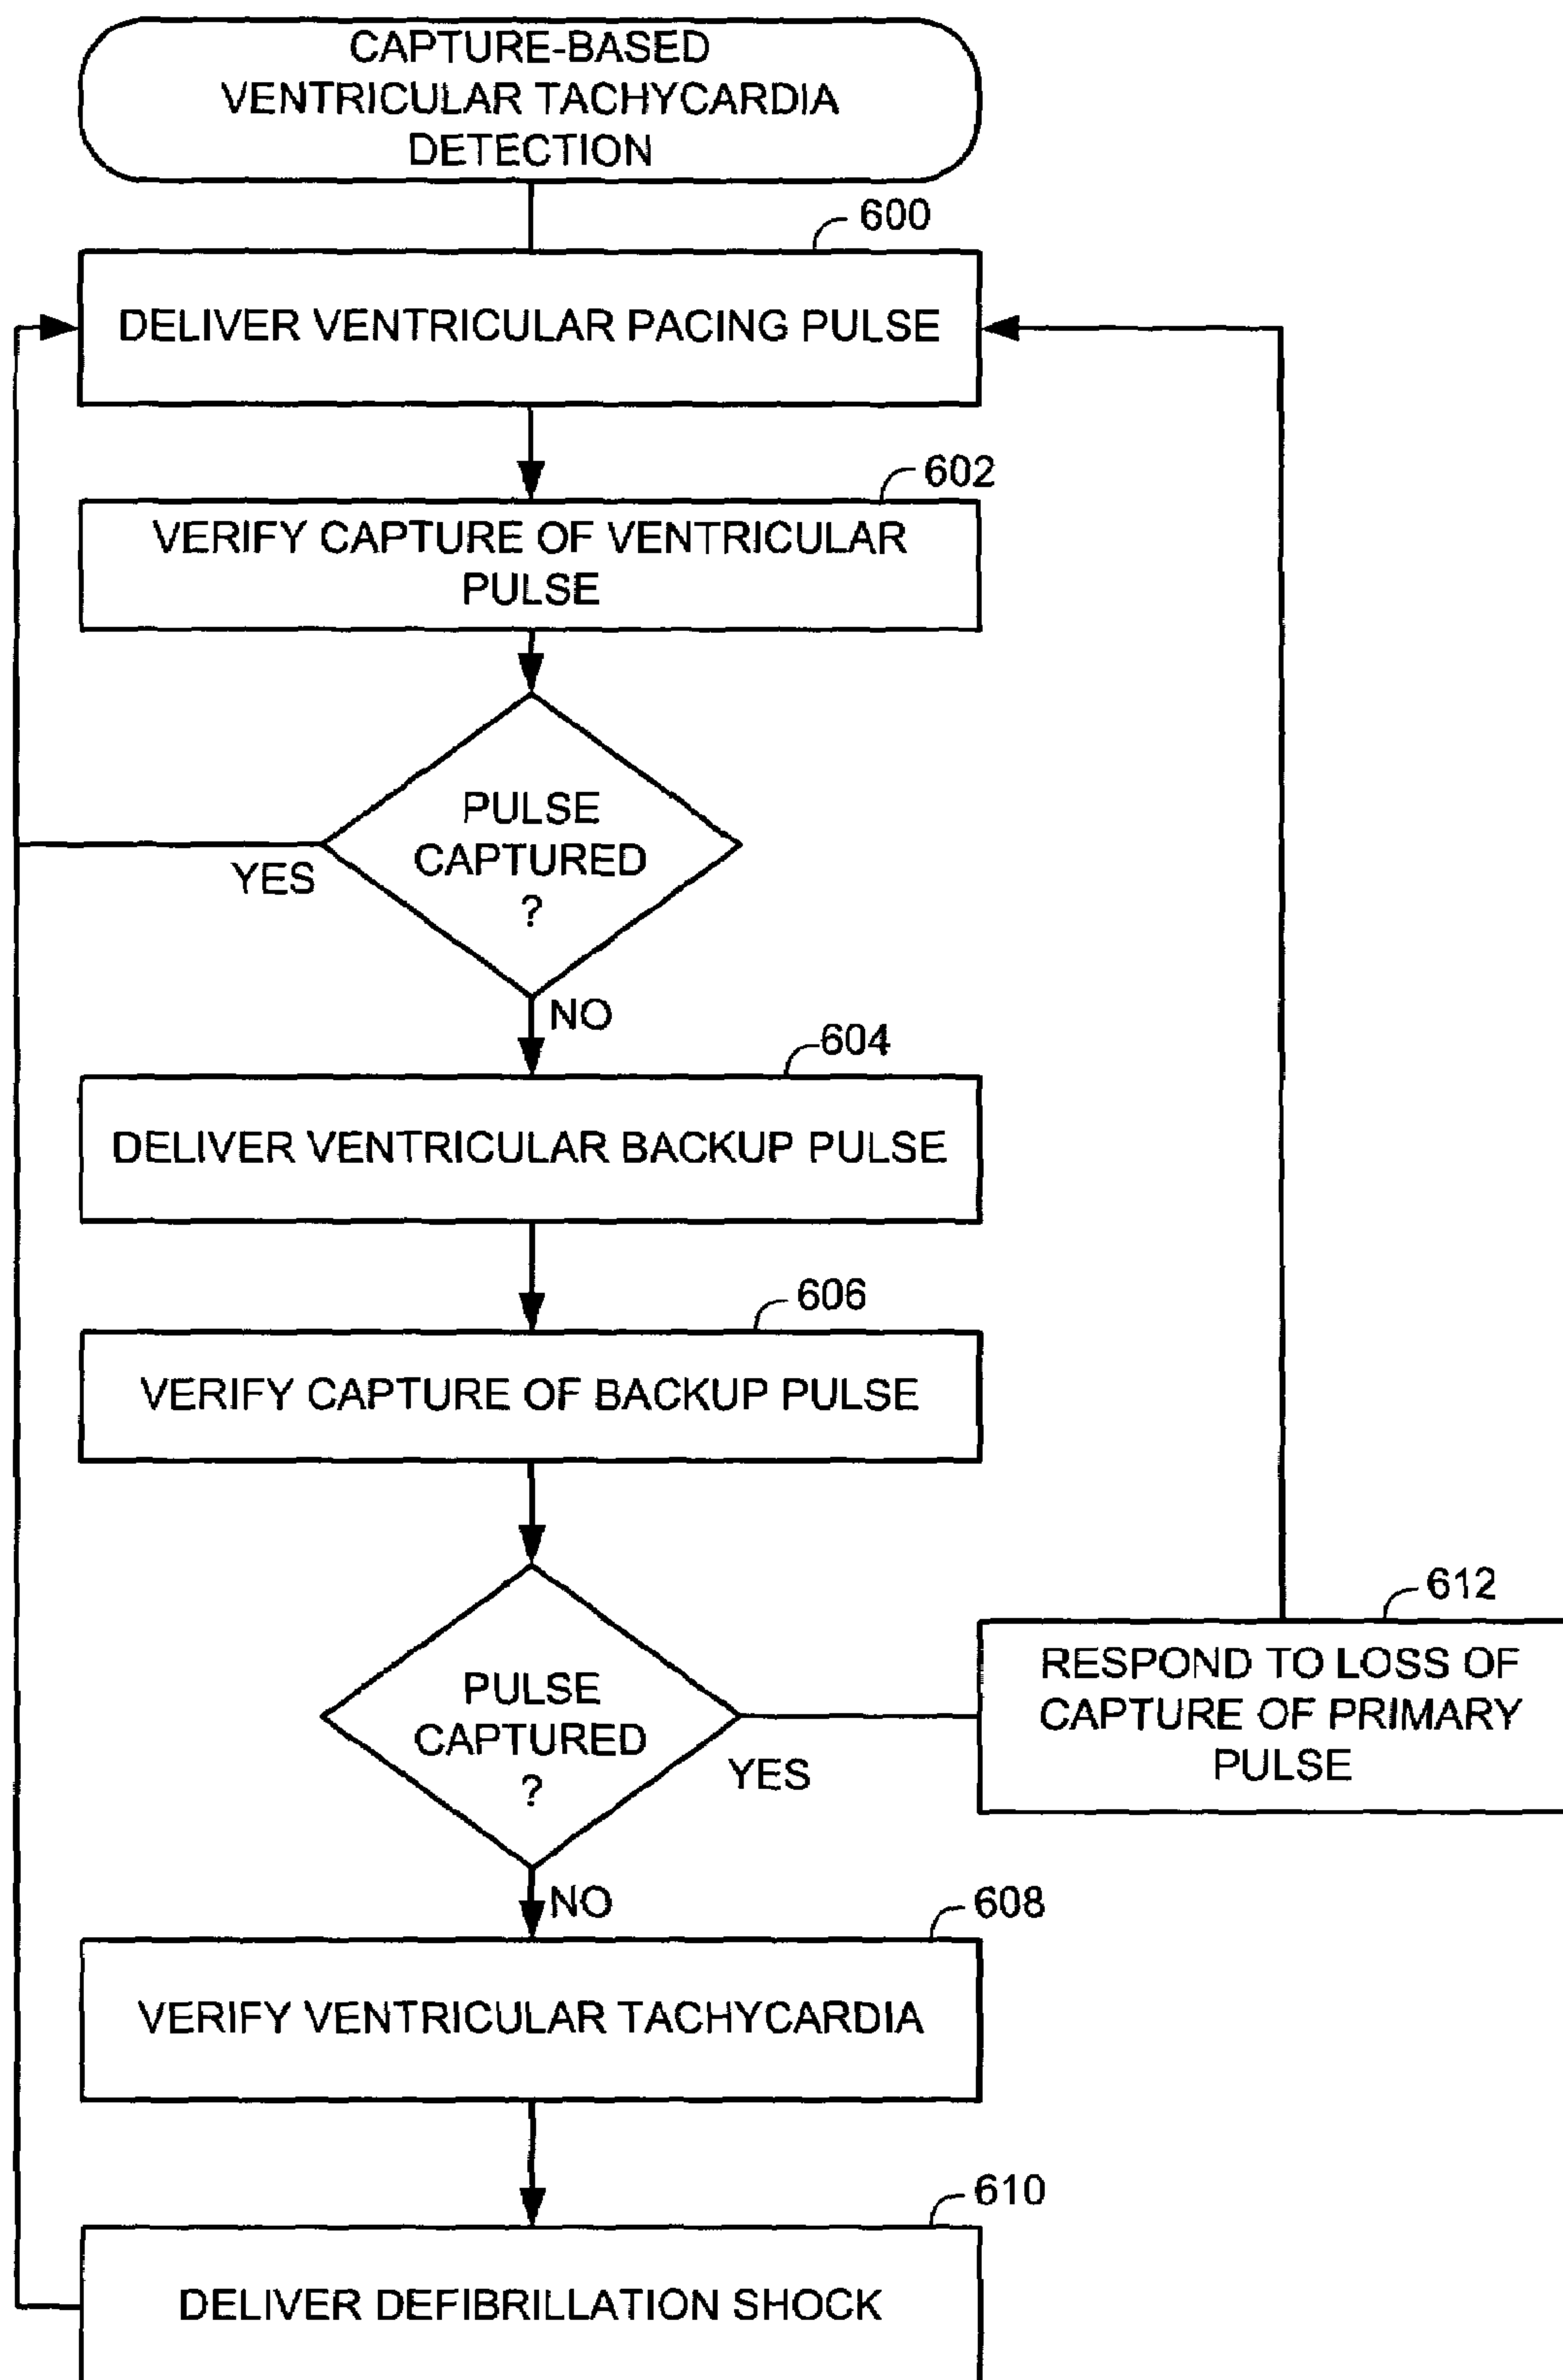 CAPTURE-BASED
VENTRICULAR TACHYCARDIA
DETECTION
600
DELIVER VENTRICULAR PACING PULSE
602
VERIFY CAPTURE OF VENTRICULAR
PULSE
PULSE
CAPTURED
?
YES
NO
604
DELIVER VENTRICULAR BACKUP PULSE
606
VERIFY CAPTURE OF BACKUP PULSE
612
RESPOND TO LOSS OF
CAPTURE OF PRIMARY
PULSE
PULSE
CAPTURED
?
YES
NO
608
VERIFY VENTRICULAR TACHYCARDIA
610
DELIVER DEFIBRILLATION SHOCK